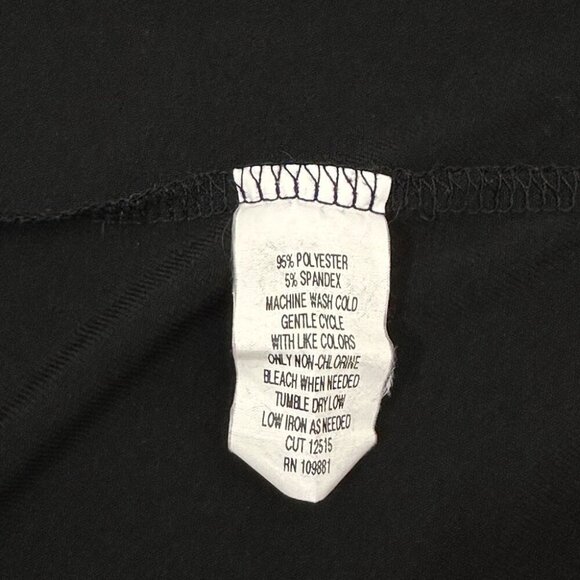 95% POLYESTER
5% SPANDEX
MACHINE WASH COLD
GENTLE CYCLE
WITH LIKE COLORS
ONLY NON-CHLORINE
BLEACH WHEN NEEDED
TUMBLE DRY LOW
LOW IRON AS NEEDED
CUT 12515
RN 109881